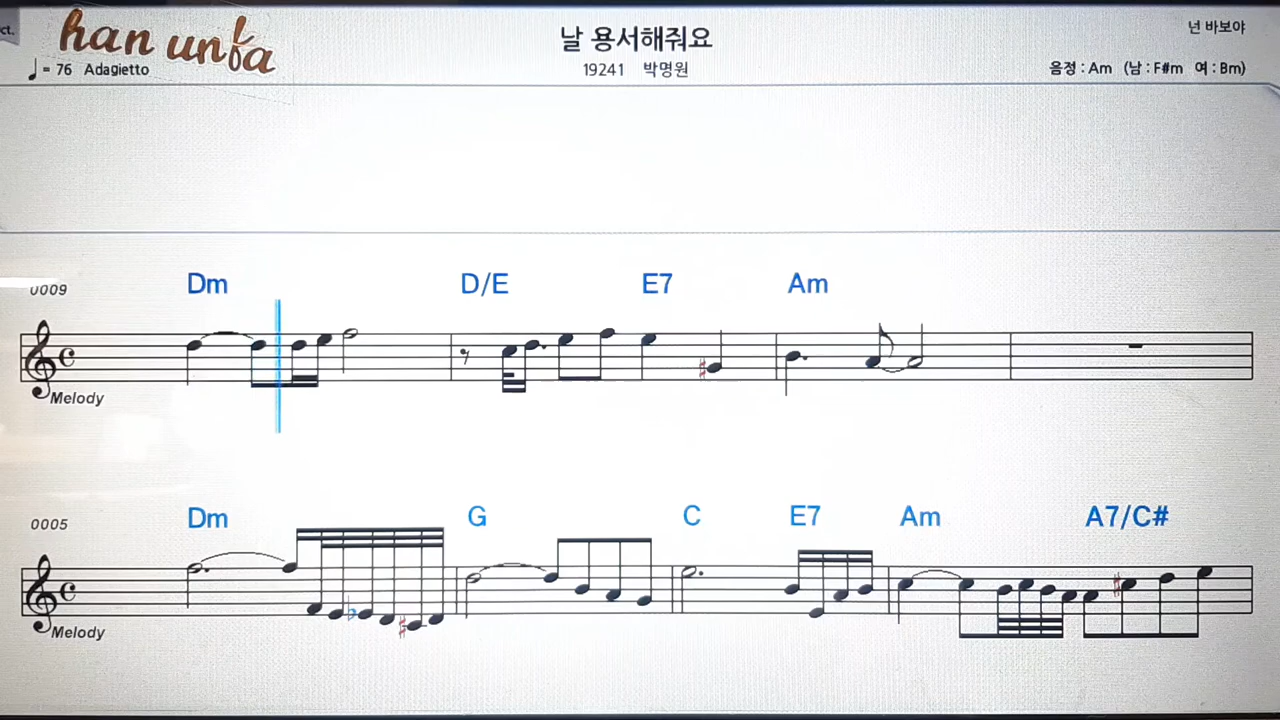 ct.
han unfa
넌 바보야
날 용서해줘요
♩= 76 Adagietto
19241 박명원
음정 : Am (남 : F#m 여 : Bm)
Dm D/E E7 Am
0009
Melody
Dm G C E7 Am A7/C#
0005
Melody